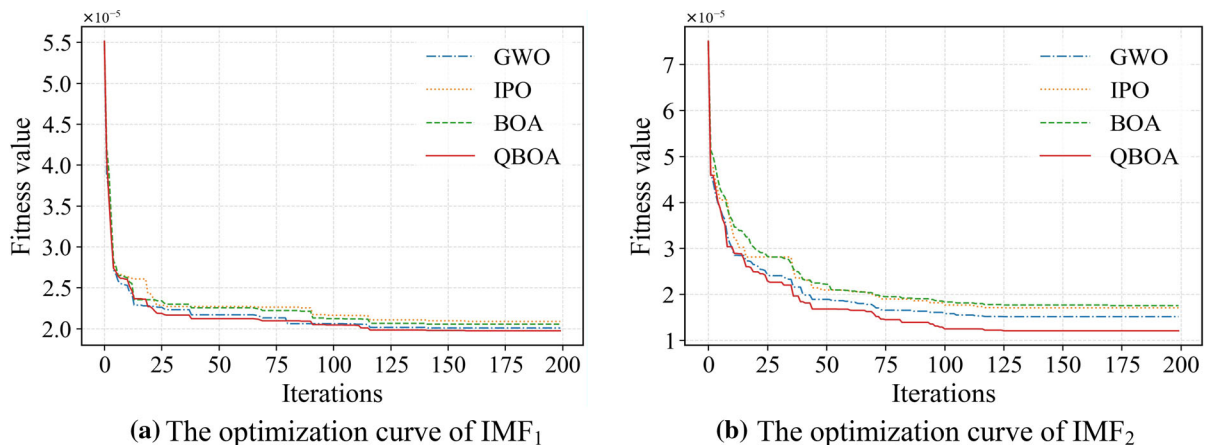 ×10⁻⁵
5.5
5.0
4.5
4.0
3.5
3.0
2.5
2.0
Fitness value
GWO
IPO
BOA
QBOA
0 25 50 75 100 125 150 175 200
Iterations
(a) The optimization curve of IMF₁
×10⁻⁵
7
6
5
4
3
2
1
Fitness value
GWO
IPO
BOA
QBOA
0 25 50 75 100 125 150 175 200
Iterations
(b) The optimization curve of IMF₂